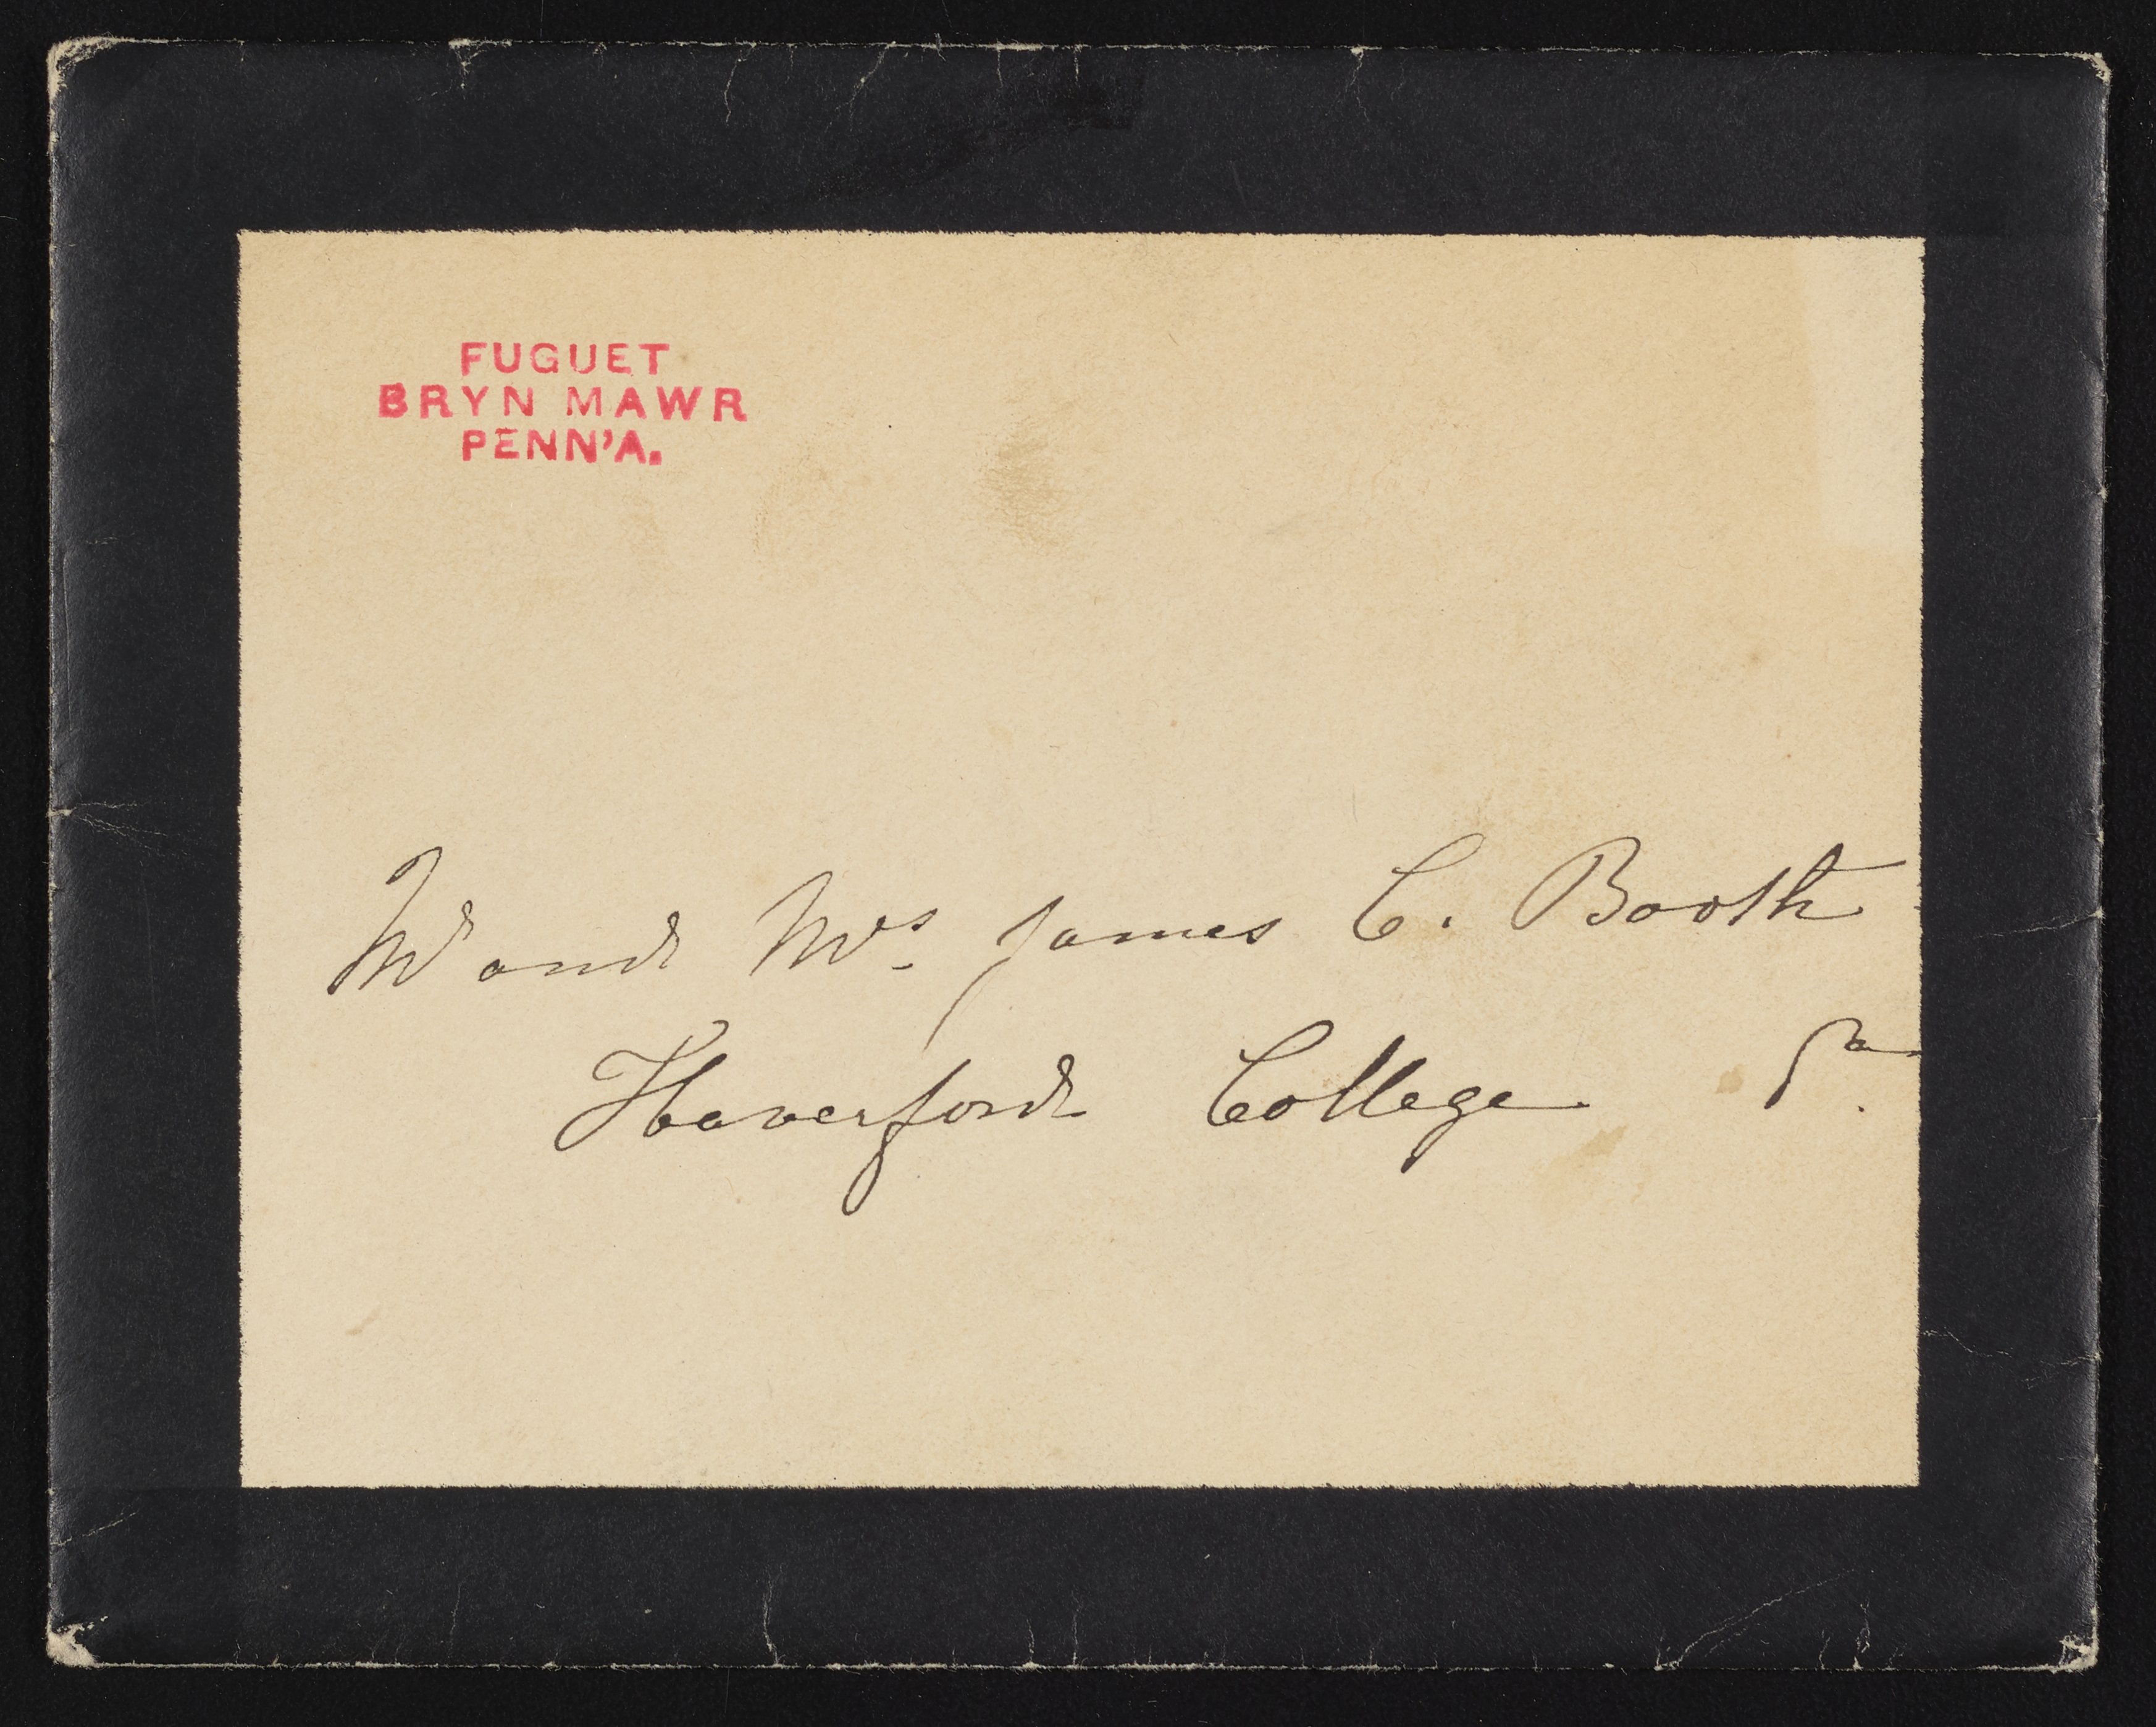 FUGUET
BRYN MAWR
PENN'A.
Mr and Mrs. James C. Booth
Haverford College Pa.